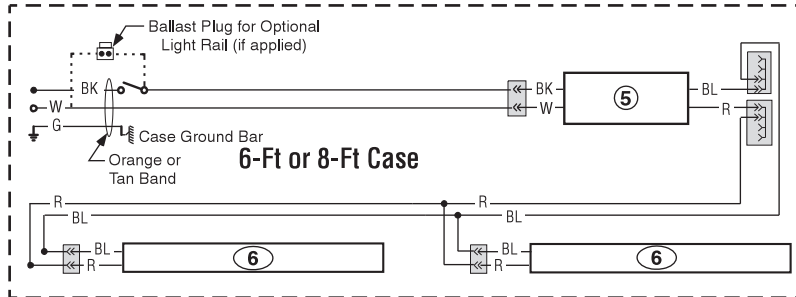 Ballast Plug for Optional
Light Rail (if applied)
BK
BK
5
BL
W
W
R
G
Case Ground Bar
Orange or
Tan Band
6-Ft or 8-Ft Case
R
R
BL
BL
BL
6
BL
6
R
R